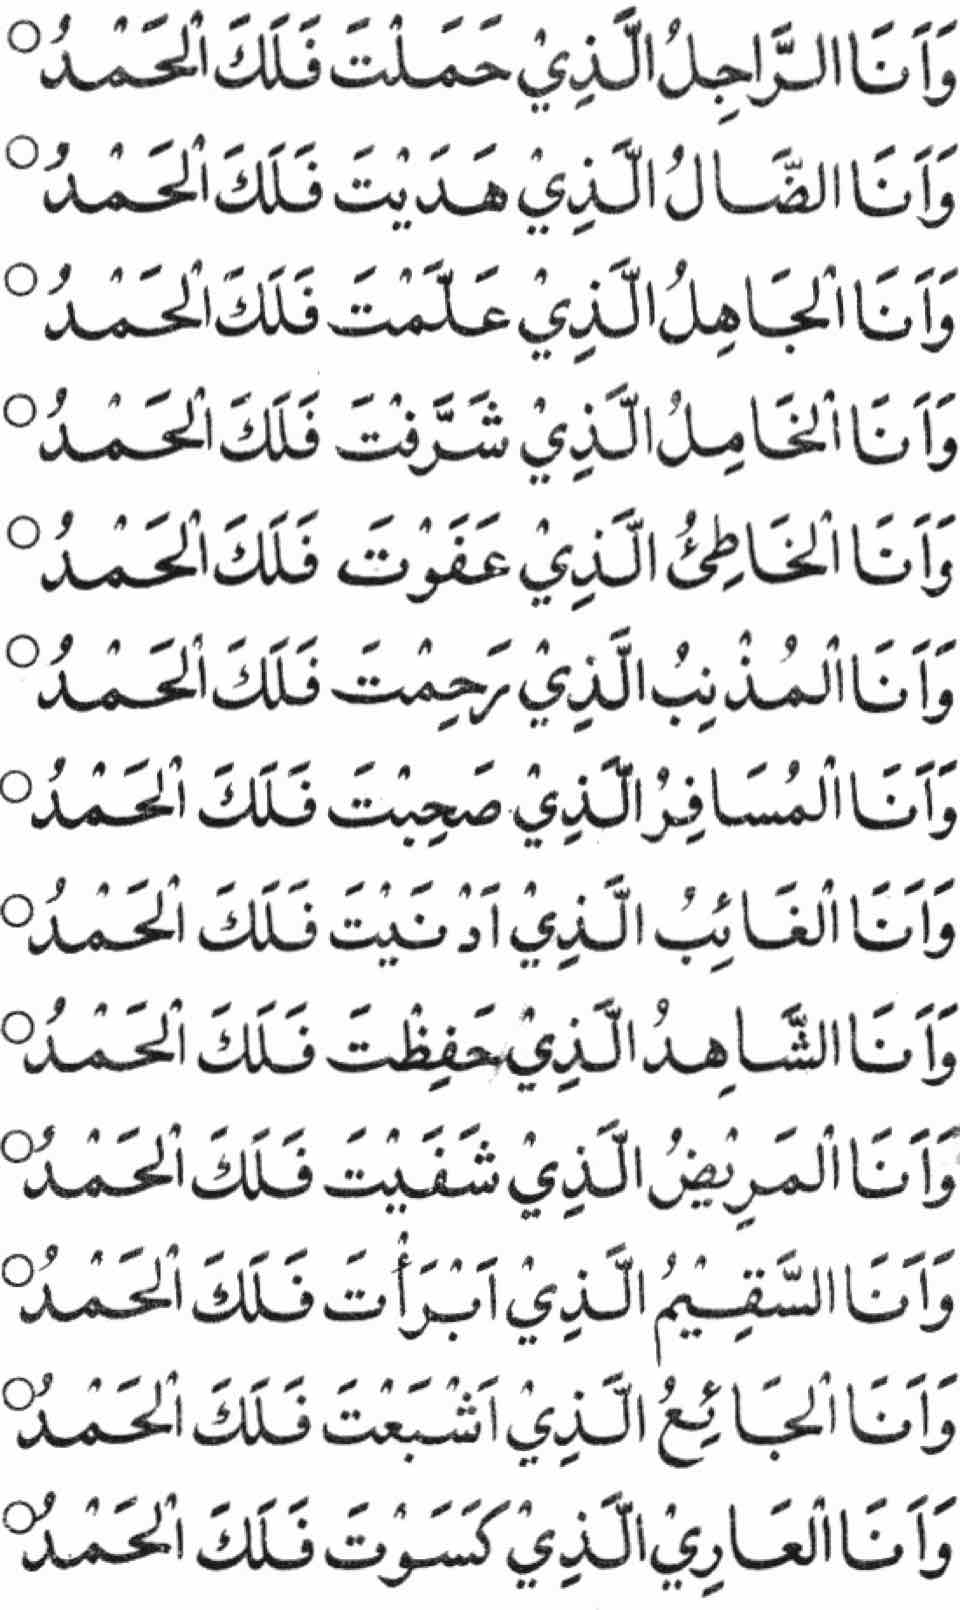 وَاَنَا الرَّاجِلُ الَّذِيْ حَمَلْتَ فَلَكَ الْحَمْدُ ○
وَاَنَا الضَّالُ الَّذِيْ هَدَيْتَ فَلَكَ الْحَمْدُ ○
وَاَنَا الْجَاهِلُ الَّذِيْ عَلَّمْتَ فَلَكَ الْحَمْدُ ○
وَاَنَا الْخَامِلُ الَّذِيْ شَرَّفْتَ فَلَكَ الْحَمْدُ ○
وَاَنَا الْخَاطِئُ الَّذِيْ عَفَوْتَ فَلَكَ الْحَمْدُ ○
وَاَنَا الْمُذْنِبُ الَّذِيْ رَحِمْتَ فَلَكَ الْحَمْدُ ○
وَاَنَا الْمُسَافِرُ الَّذِيْ صَحِبْتَ فَلَكَ الْحَمْدُ ○
وَاَنَا الْغَائِبُ الَّذِيْ اَدْنَيْتَ فَلَكَ الْحَمْدُ ○
وَاَنَا الشَّاهِدُ الَّذِيْ حَفِظْتَ فَلَكَ الْحَمْدُ ○
وَاَنَا الْمَرِيْضُ الَّذِيْ شَفَيْتَ فَلَكَ الْحَمْدُ ○
وَاَنَا السَّقِيْمُ الَّذِيْ اَبْرَأْتَ فَلَكَ الْحَمْدُ ○
وَاَنَا الْجَائِعُ الَّذِيْ اَشْبَعْتَ فَلَكَ الْحَمْدُ ○
وَاَنَا الْعَارِيْ الَّذِيْ كَسَوْتَ فَلَكَ الْحَمْدُ ○